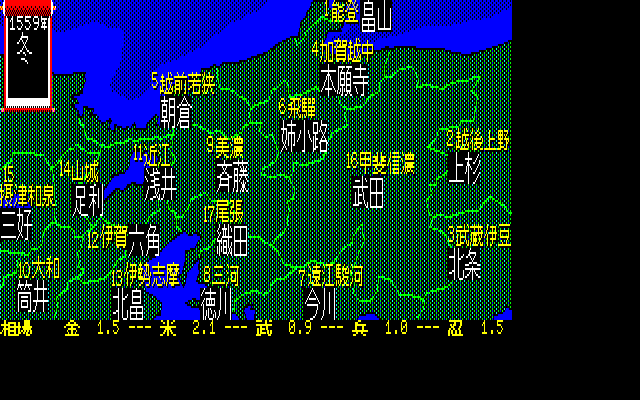 1559年
冬
1能登
畠山
4加賀越中
本願寺
5越前若狭
朝倉
6飛騨
姉小路
2越後上野
上杉
9美濃
斉藤
11近江
浅井
16甲斐信濃
武田
14山城
足利
15
摂津和泉
三好
17尾張
織田
12伊賀
六角
3武蔵伊豆
北条
10大和
筒井
13伊勢志摩
北畠
8三河
徳川
7遠江駿河
今川
相場 金 1.5 --- 米 2.1 --- 武 0.9 --- 兵 1.0 --- 忍 1.5